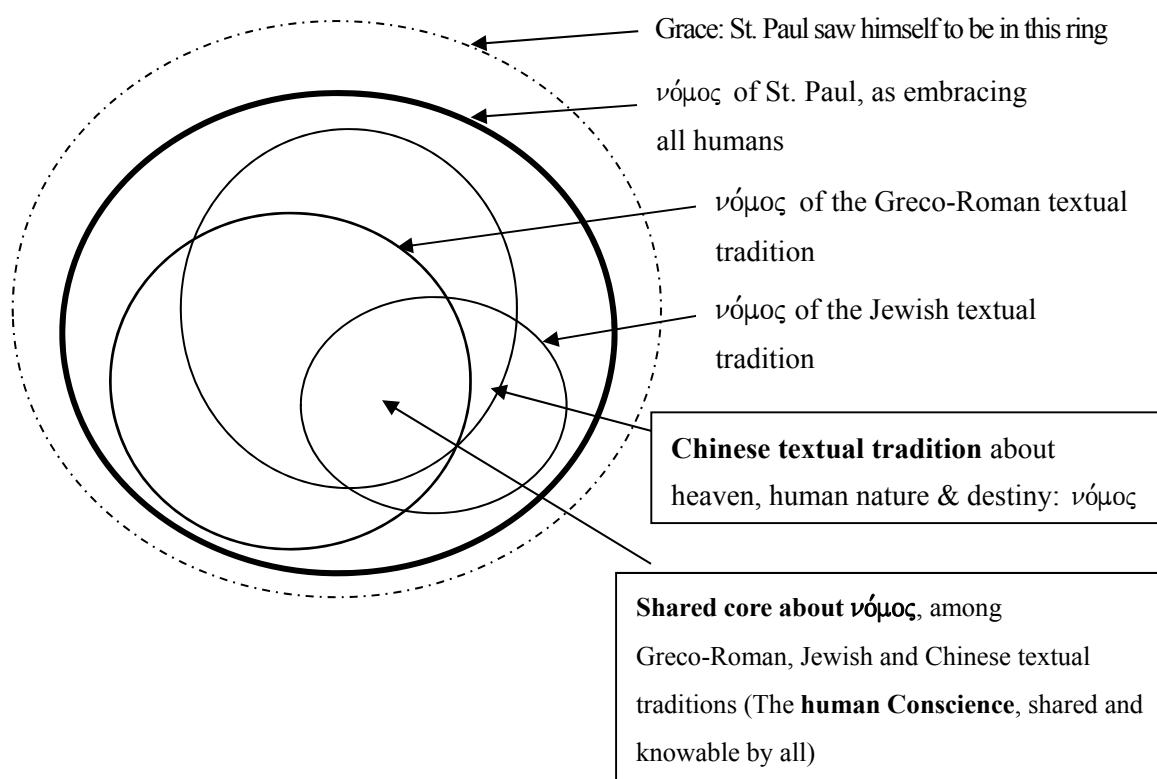 Grace: St. Paul saw himself to be in this ring
νόμος of St. Paul, as embracing
all humans
νόμος of the Greco-Roman textual
tradition
νόμος of the Jewish textual
tradition
Chinese textual tradition about
heaven, human nature & destiny: νόμος
Shared core about νόμος, among
Greco-Roman, Jewish and Chinese textual
traditions (The human Conscience, shared and
knowable by all)